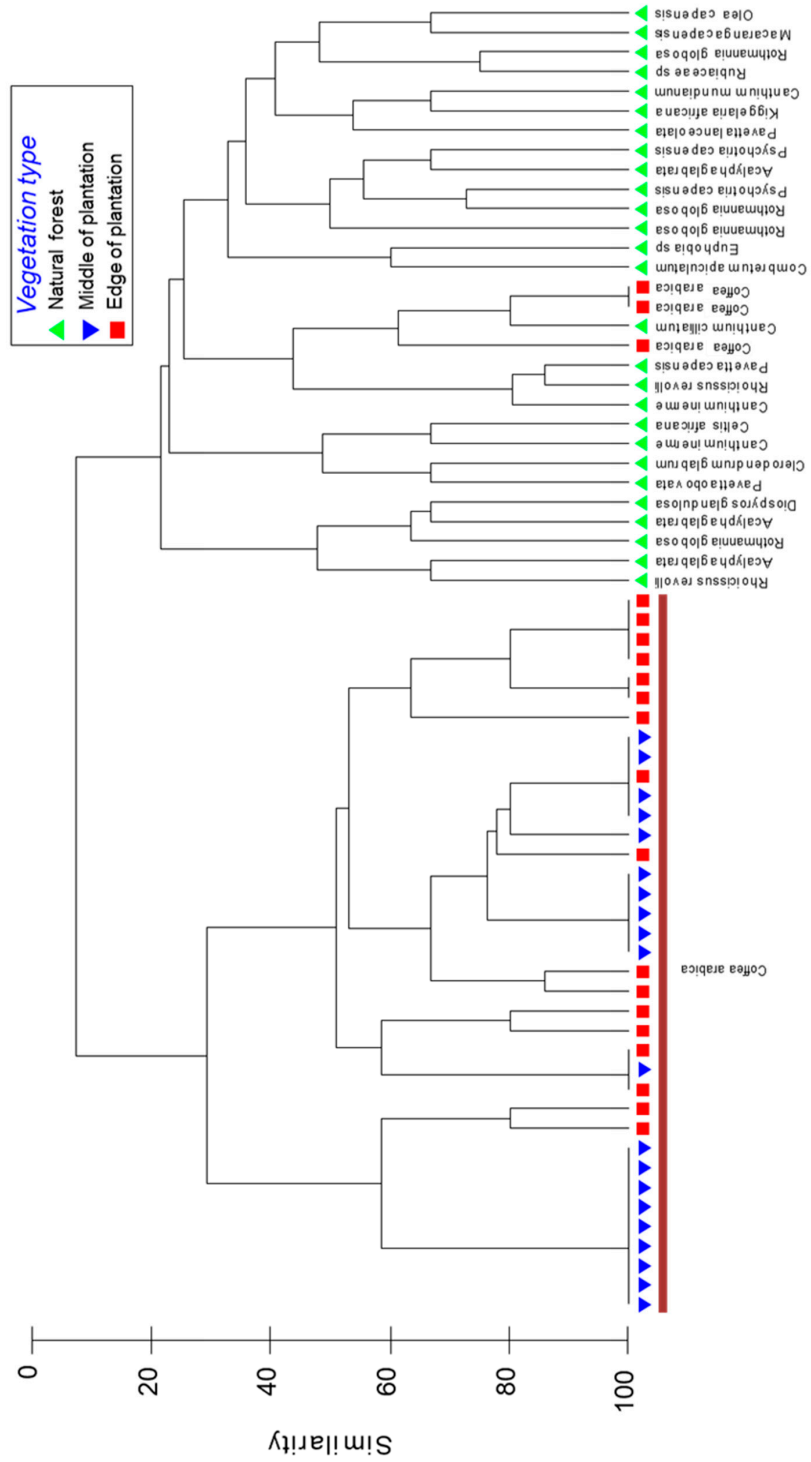 Vegetation type
Natural forest
Middle of plantation
Edge of plantation
Similarity
0
20
40
60
80
100
Olea capensis
Macaranga capensis
Rothmannia globosa
Rubiaceae sp
Canthium mundianum
Kiggelaria africana
Pavetta lanceolata
Psychotria capensis
Acalypha glabrata
Psychotria capensis
Rothmannia globosa
Rothmannia globosa
Euphobia sp
Combretum apiculatum
Coffea arabica
Coffea arabica
Canthium ciliatum
Coffea arabica
Pavetta capensis
Rhoicissus revoili
Canthium inerme
Celtis africana
Canthium inerme
Clerodendrum glabrum
Pavetta obovata
Diospyros glandulosa
Acalypha glabrata
Rothmannia globosa
Acalypha glabrata
Rhoicissus revoili
Coffea arabica